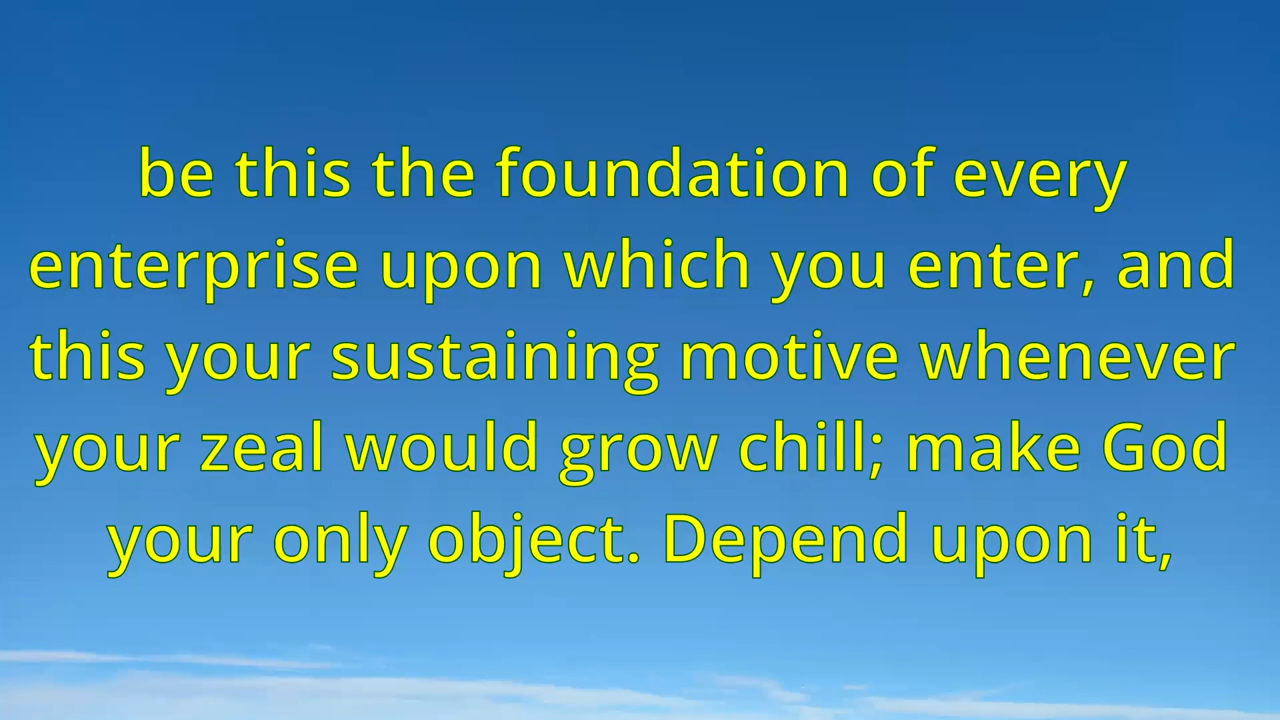 be this the foundation of every
enterprise upon which you enter, and
this your sustaining motive whenever
your zeal would grow chill; make God
your only object. Depend upon it,